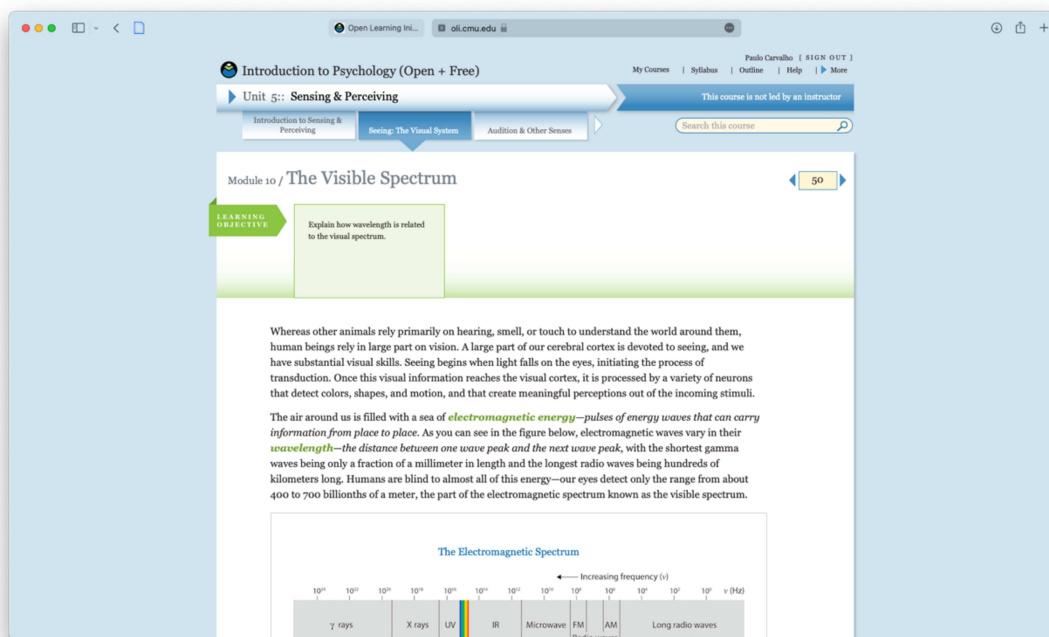 Open Learning Ini...
oli.cmu.edu
Paulo Carvalho [ SIGN OUT ]
Introduction to Psychology (Open + Free)
My Courses | Syllabus | Outline | Help | More
Unit 5:: Sensing & Perceiving
This course is not led by an instructor
Introduction to Sensing &
Perceiving
Seeing: The Visual System
Audition & Other Senses
Search this course
Module 10 / The Visible Spectrum
50
LEARNING
OBJECTIVE
Explain how wavelength is related
to the visual spectrum.
Whereas other animals rely primarily on hearing, smell, or touch to understand the world around them,
human beings rely in large part on vision. A large part of our cerebral cortex is devoted to seeing, and we
have substantial visual skills. Seeing begins when light falls on the eyes, initiating the process of
transduction. Once this visual information reaches the visual cortex, it is processed by a variety of neurons
that detect colors, shapes, and motion, and that create meaningful perceptions out of the incoming stimuli.
The air around us is filled with a sea of electromagnetic energy—pulses of energy waves that can carry
information from place to place. As you can see in the figure below, electromagnetic waves vary in their
wavelength—the distance between one wave peak and the next wave peak, with the shortest gamma
waves being only a fraction of a millimeter in length and the longest radio waves being hundreds of
kilometers long. Humans are blind to almost all of this energy—our eyes detect only the range from about
400 to 700 billionths of a meter, the part of the electromagnetic spectrum known as the visible spectrum.
The Electromagnetic Spectrum
Increasing frequency (ν)
10²⁴ 10²² 10²⁰ 10¹⁸ 10¹⁶ 10¹⁴ 10¹² 10¹⁰ 10⁸ 10⁶ 10⁴ 10² 10⁰ ν (Hz)
γ rays X rays UV IR Microwave FM AM Long radio waves
Radio waves